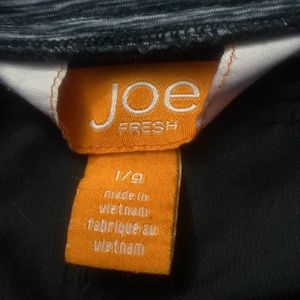 joe
FRESH
l/g
made in
vietnam
fabriqué au
vietnam